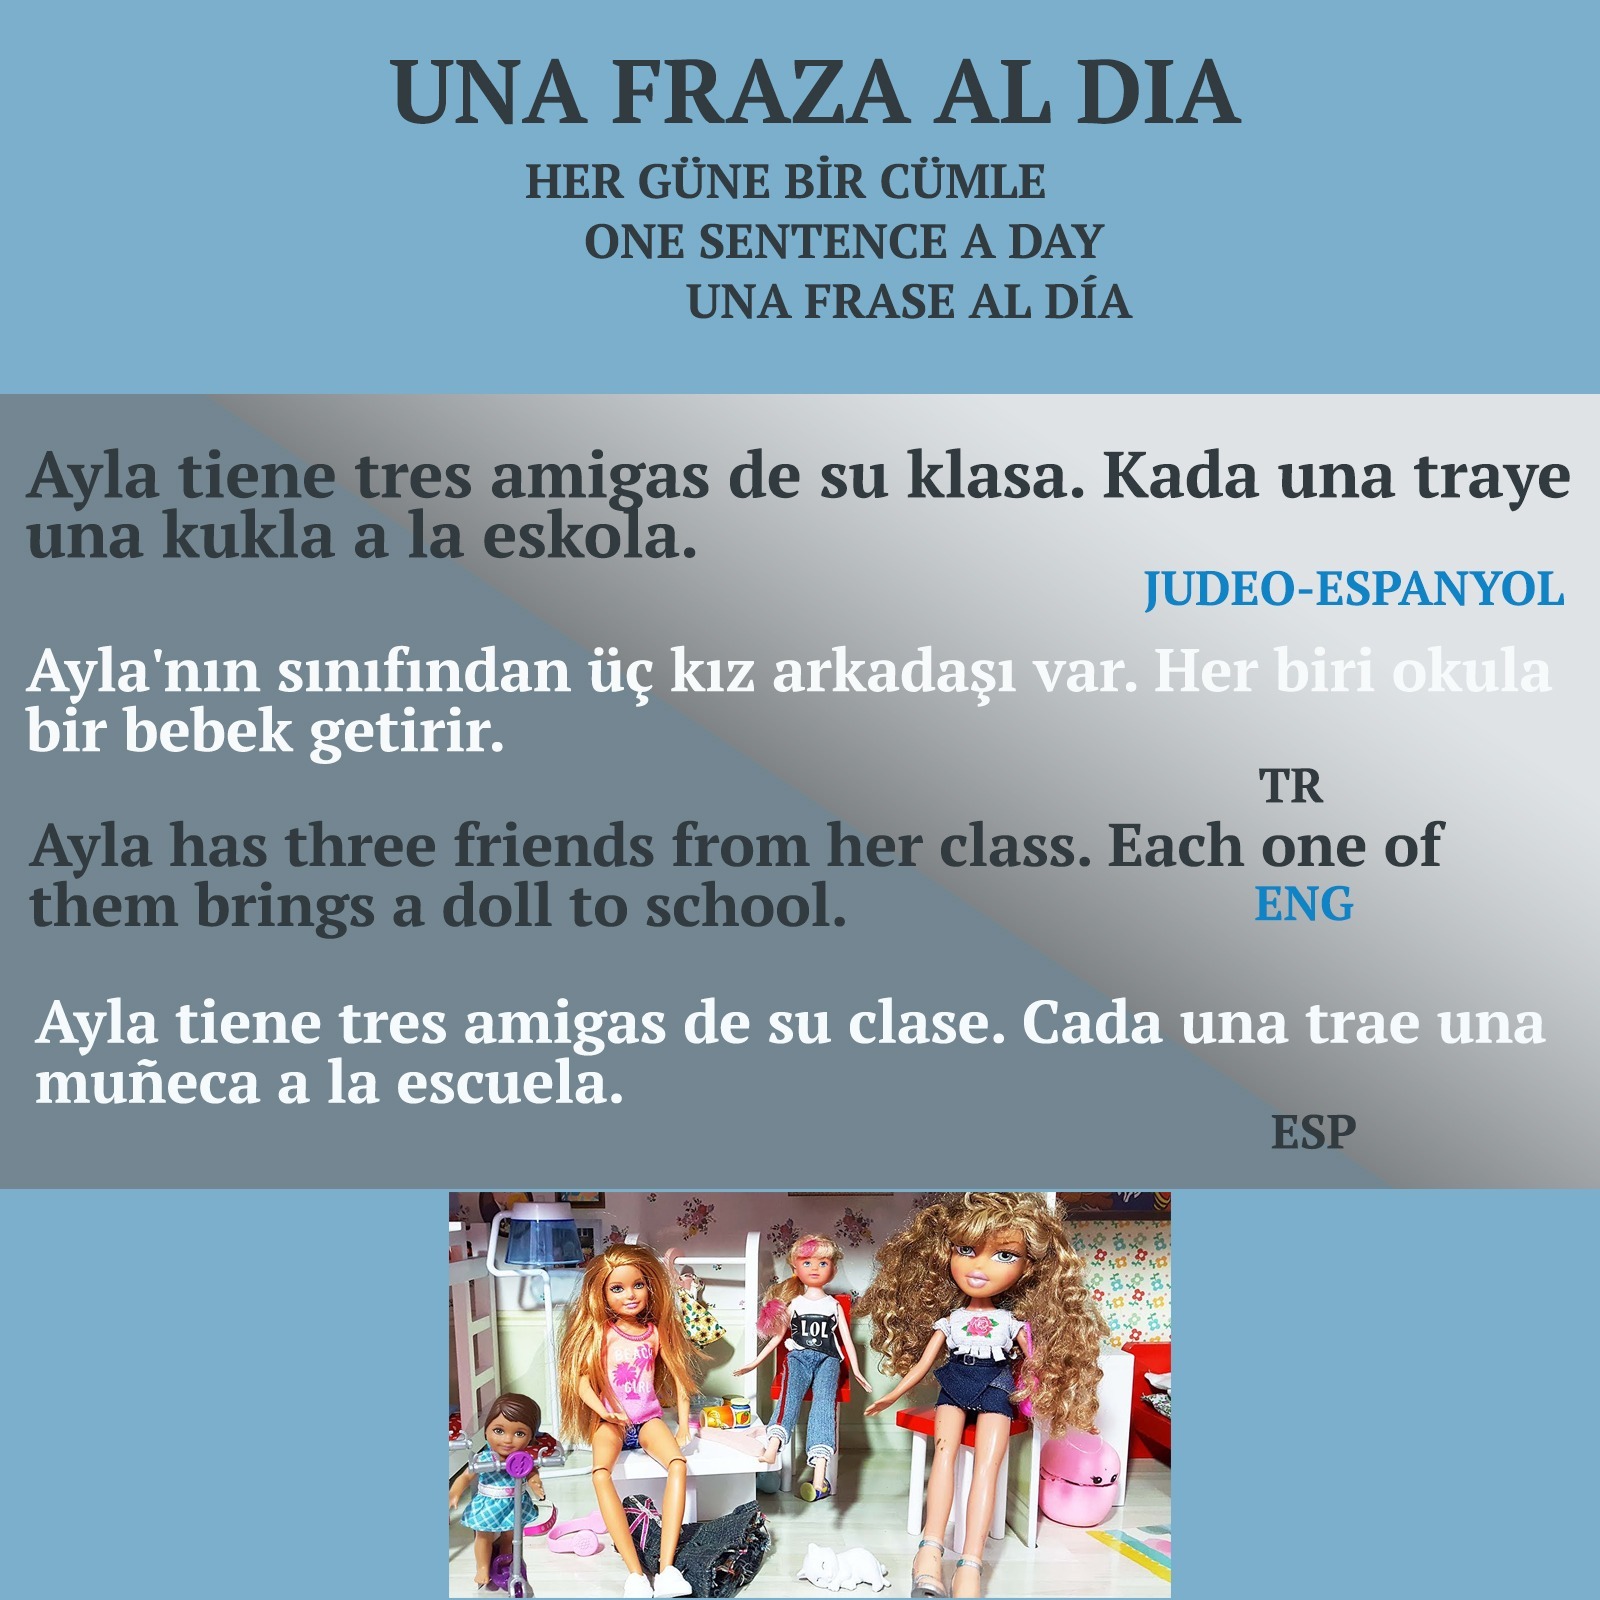 UNA FRAZA AL DIA
HER GÜNE BİR CÜMLE
ONE SENTENCE A DAY
UNA FRASE AL DÍA
Ayla tiene tres amigas de su klasa. Kada una traye
una kukla a la eskola.
JUDEO-ESPANYOL
Ayla'nın sınıfından üç kız arkadaşı var. Her biri okula
bir bebek getirir.
TR
Ayla has three friends from her class. Each one of
them brings a doll to school.
ENG
Ayla tiene tres amigas de su clase. Cada una trae una
muñeca a la escuela.
ESP
BEACH
GIRL
LOL